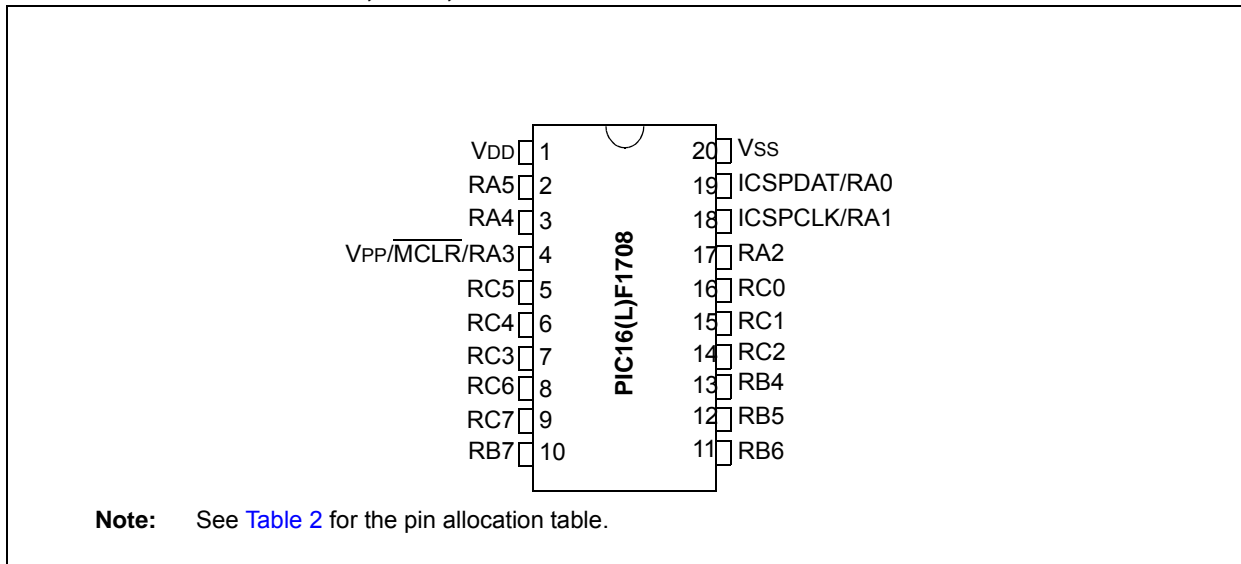 VDD 1 20 VSS
RA5 2 19 ICSPDAT/RA0
RA4 3 18 ICSPCLK/RA1
VPP/MCLR/RA3 4 17 RA2
RC5 5 16 RC0
RC4 6 15 RC1
RC3 7 14 RC2
RC6 8 13 RB4
RC7 9 12 RB5
RB7 10 11 RB6
PIC16(L)F1708
Note: See Table 2 for the pin allocation table.